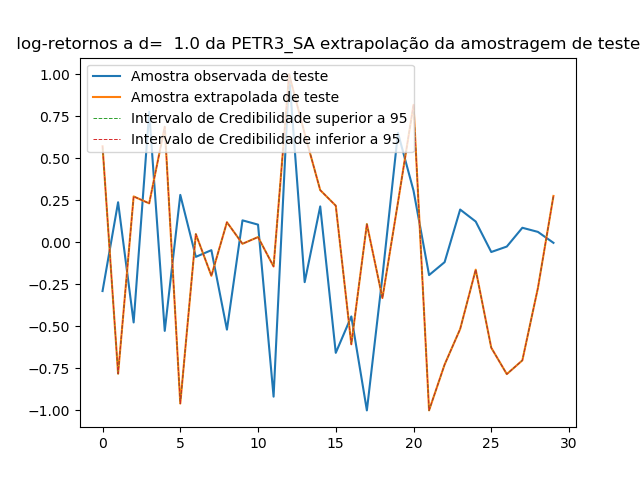 log-retornos a d=  1.0 da PETR3_SA extrapolação da amostragem de teste
Amostra observada de teste
Amostra extrapolada de teste
Intervalo de Credibilidade superior a 95
Intervalo de Credibilidade inferior a 95
1.00
0.75
0.50
0.25
0.00
−0.25
−0.50
−0.75
−1.00
0 5 10 15 20 25 30